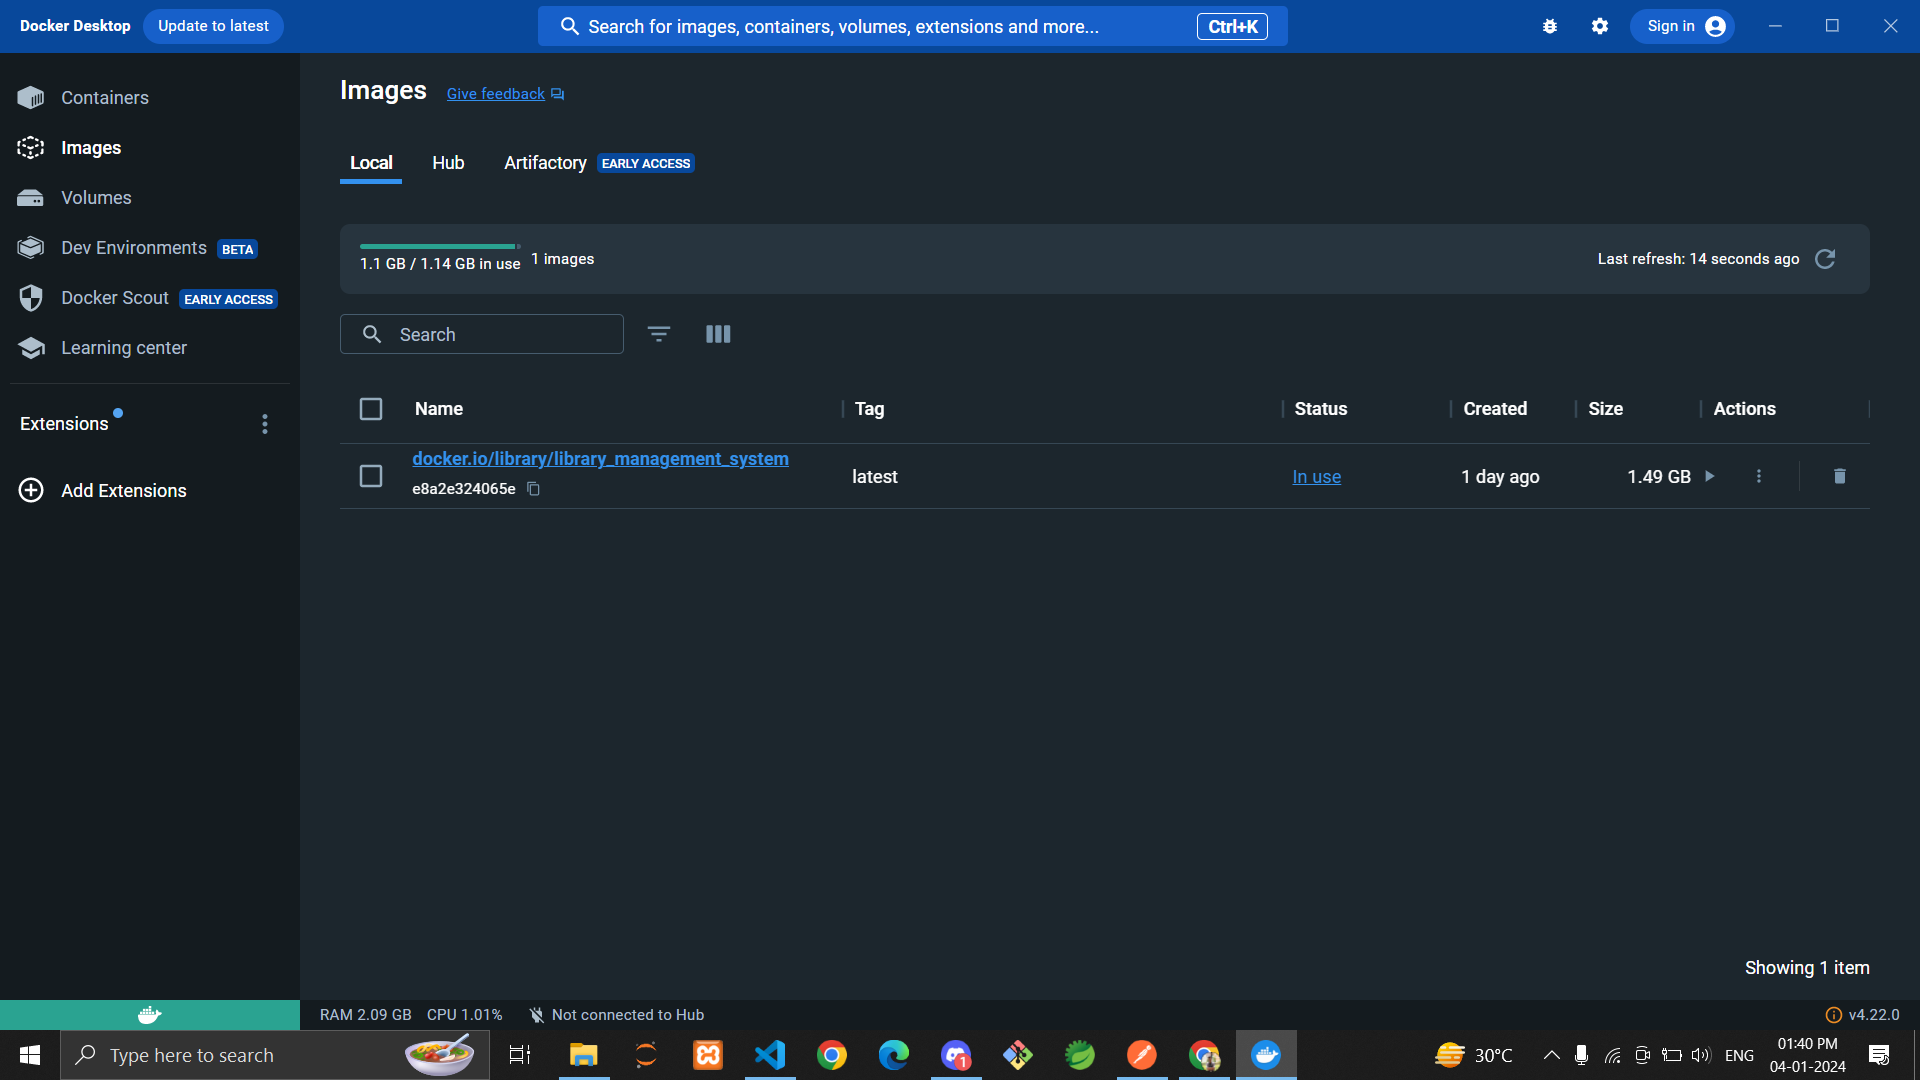 Docker Desktop Update to latest Search for images, containers, volumes, extensions and more... Ctrl+K Sign in
Containers
Images
Volumes
Dev Environments BETA
Docker Scout EARLY ACCESS
Learning center
Extensions
Add Extensions
Images Give feedback
Local Hub Artifactory EARLY ACCESS
1.1 GB / 1.14 GB in use 1 images Last refresh: 14 seconds ago
Search
Name Tag Status Created Size Actions
docker.io/library/library_management_system
e8a2e324065e
latest In use 1 day ago 1.49 GB
Showing 1 item
RAM 2.09 GB CPU 1.01% Not connected to Hub v4.22.0
Type here to search 1 30°C ENG
01:40 PM
04-01-2024